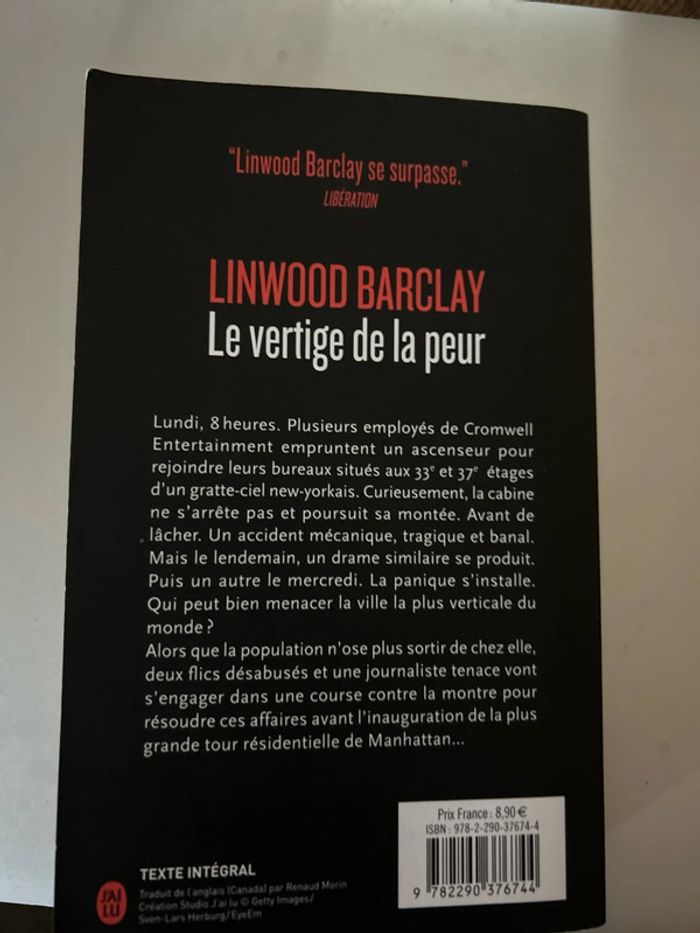 “Linwood Barclay se surpasse.”
LIBÉRATION
LINWOOD BARCLAY
Le vertige de la peur
Lundi, 8 heures. Plusieurs employés de Cromwell
Entertainment empruntent un ascenseur pour
rejoindre leurs bureaux situés aux 33e et 37e étages
d’un gratte-ciel new-yorkais. Curieusement, la cabine
ne s’arrête pas et poursuit sa montée. Avant de
lâcher. Un accident mécanique, tragique et banal.
Mais le lendemain, un drame similaire se produit.
Puis un autre le mercredi. La panique s’installe.
Qui peut bien menacer la ville la plus verticale du
monde ?
Alors que la population n’ose plus sortir de chez elle,
deux flics désabusés et une journaliste tenace vont
s’engager dans une course contre la montre pour
résoudre ces affaires avant l’inauguration de la plus
grande tour résidentielle de Manhattan...
Prix France : 8,90 €
ISBN : 978-2-290-37674-4
9 782290 376744
J'AI LU
TEXTE INTÉGRAL
Traduit de l’anglais (Canada) par Renaud Morin
Création Studio J’ai lu © Getty Images /
Sven-Lars Herburg / EyeEm